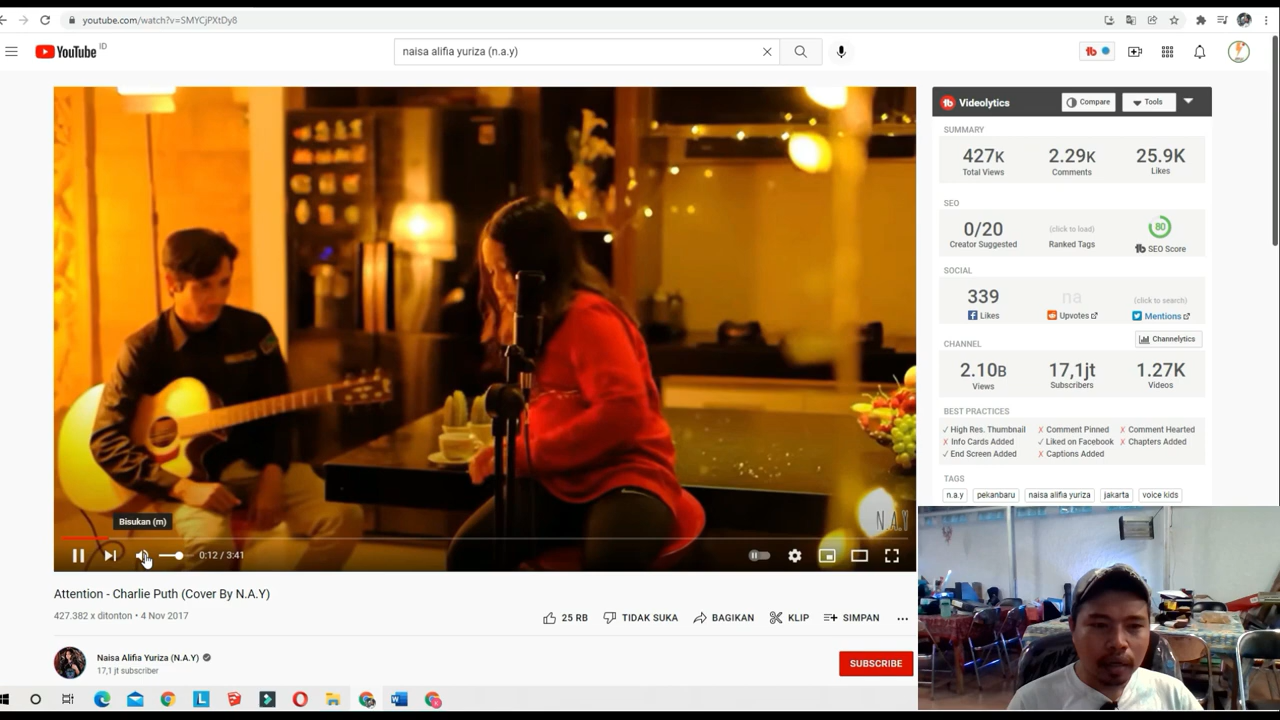 youtube.com/watch?v=SMYCjPXtDy8
YouTube ID
naisa alifia yuriza (n.a.y)
Videolytics
Compare
Tools
SUMMARY
427K 2.29K 25.9K
Total Views Comments Likes
SEO
0/20 (click to load) 80
Creator Suggested Ranked Tags SEO Score
SOCIAL
339 na (click to search)
Likes Upvotes Mentions
CHANNEL Channelytics
2.10B 17,1jt 1.27K
Views Subscribers Videos
BEST PRACTICES
✓ High Res. Thumbnail ✗ Comment Pinned ✗ Comment Hearted
✗ Info Cards Added ✓ Liked on Facebook ✗ Chapters Added
✓ End Screen Added ✗ Captions Added
TAGS
n.a.y pekanbaru naisa alifia yuriza jakarta voice kids
N.A.Y
Bisukan (m)
0:12 / 3:41
Attention - Charlie Puth (Cover By N.A.Y)
427.382 x ditonton • 4 Nov 2017
25 RB TIDAK SUKA BAGIKAN KLIP SIMPAN
Naisa Alifia Yuriza (N.A.Y)
17,1 jt subscriber
SUBSCRIBE